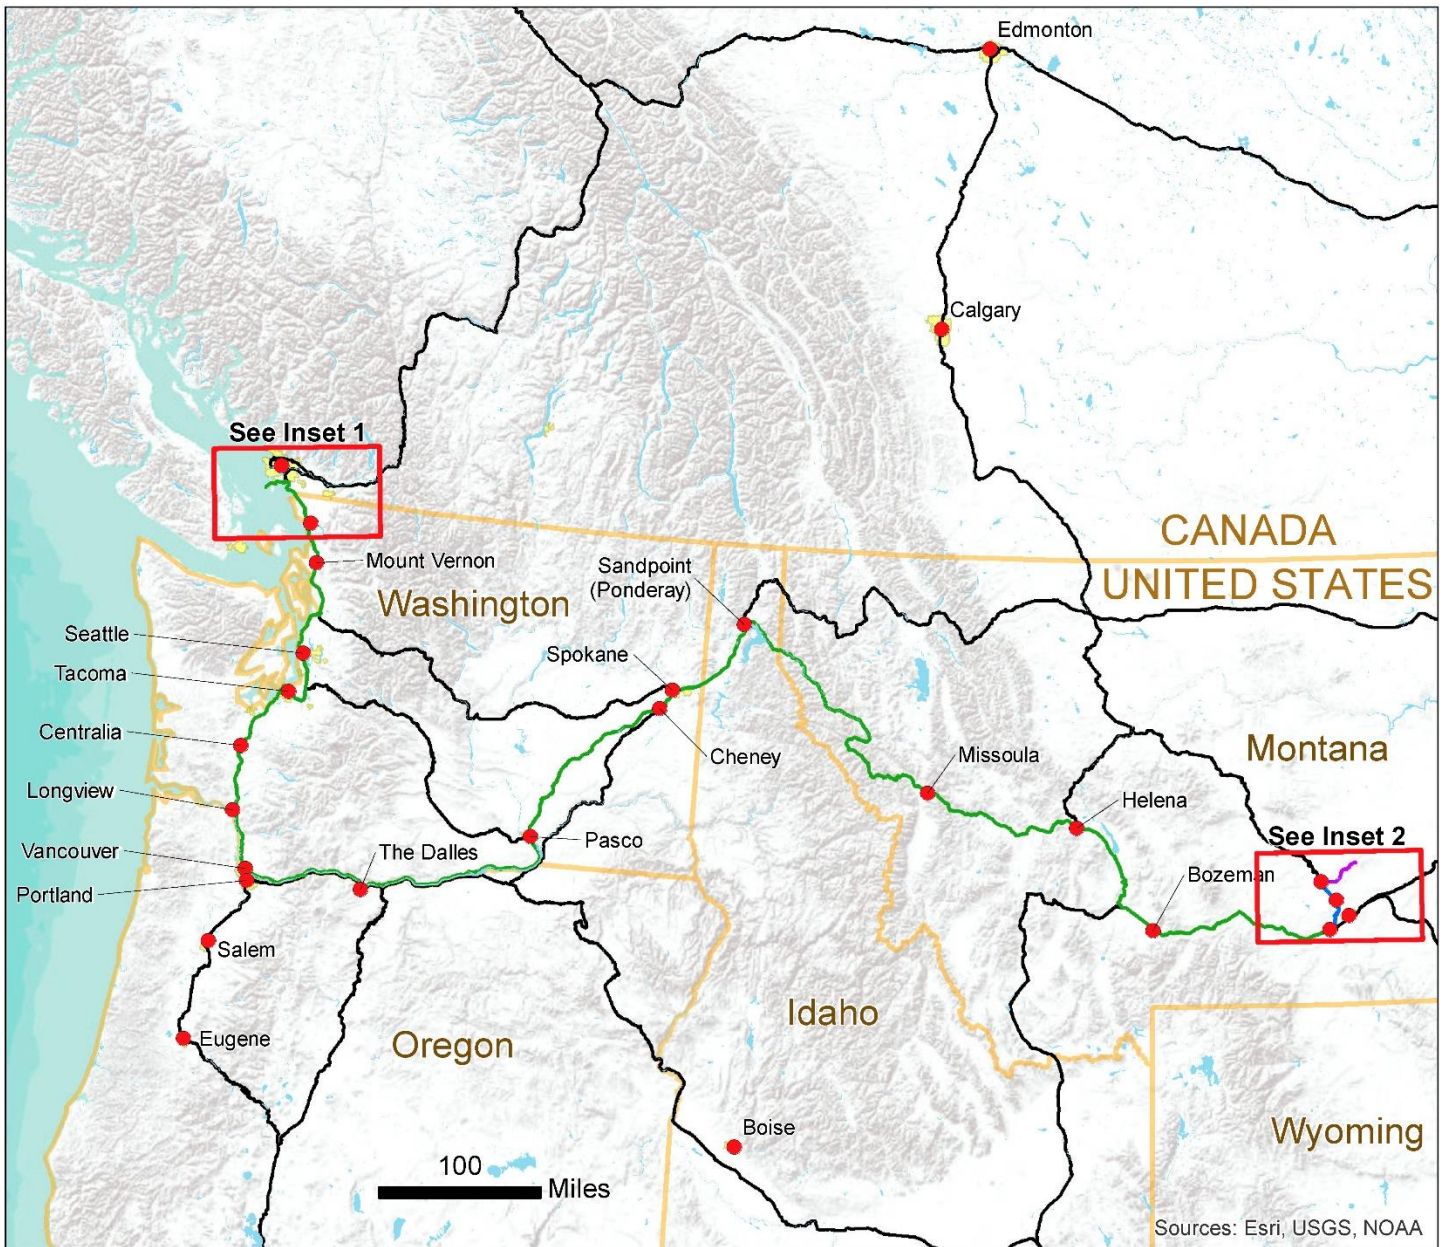 Edmonton
Calgary
See Inset 1
CANADA
UNITED STATES
Mount Vernon
Sandpoint
(Ponderay)
Washington
Seattle
Spokane
Tacoma
Centralia
Cheney
Montana
Missoula
Longview
Helena
See Inset 2
Pasco
Vancouver
The Dalles
Portland
Bozeman
Salem
Idaho
Eugene
Oregon
Boise
Wyoming
100
Miles
Sources: Esri, USGS, NOAA